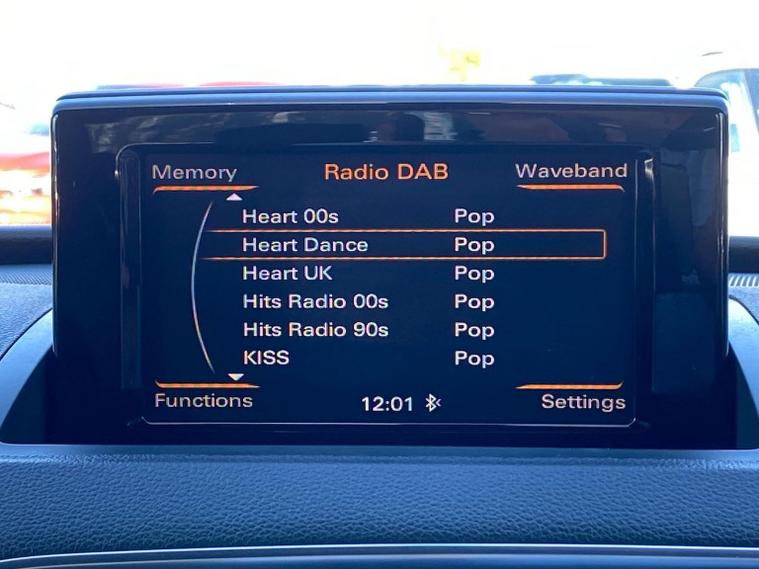 Memory Radio DAB Waveband
Heart 00s Pop
Heart Dance Pop
Heart UK Pop
Hits Radio 00s Pop
Hits Radio 90s Pop
KISS Pop
Functions 12:01 Settings